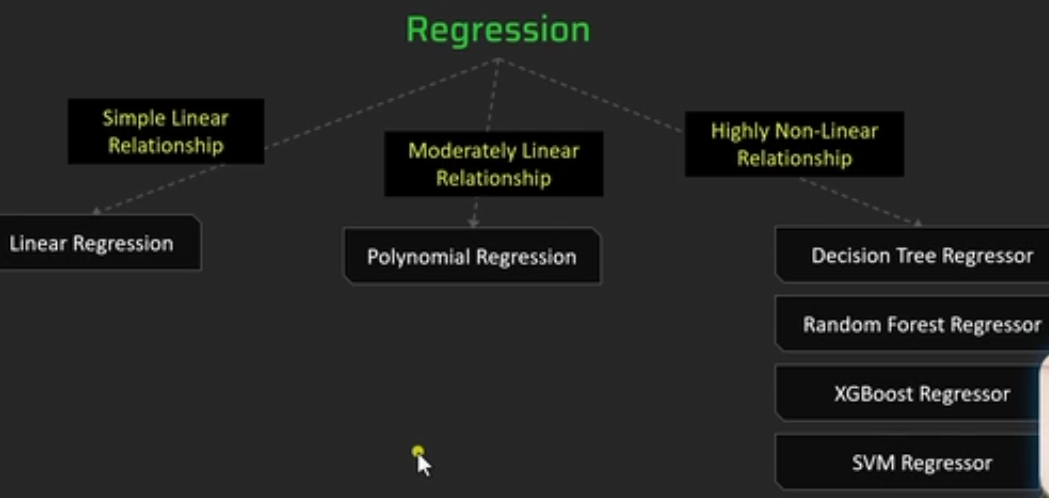 Regression
Simple Linear
Relationship
Moderately Linear
Relationship
Highly Non-Linear
Relationship
Linear Regression
Polynomial Regression
Decision Tree Regressor
Random Forest Regressor
XGBoost Regressor
SVM Regressor